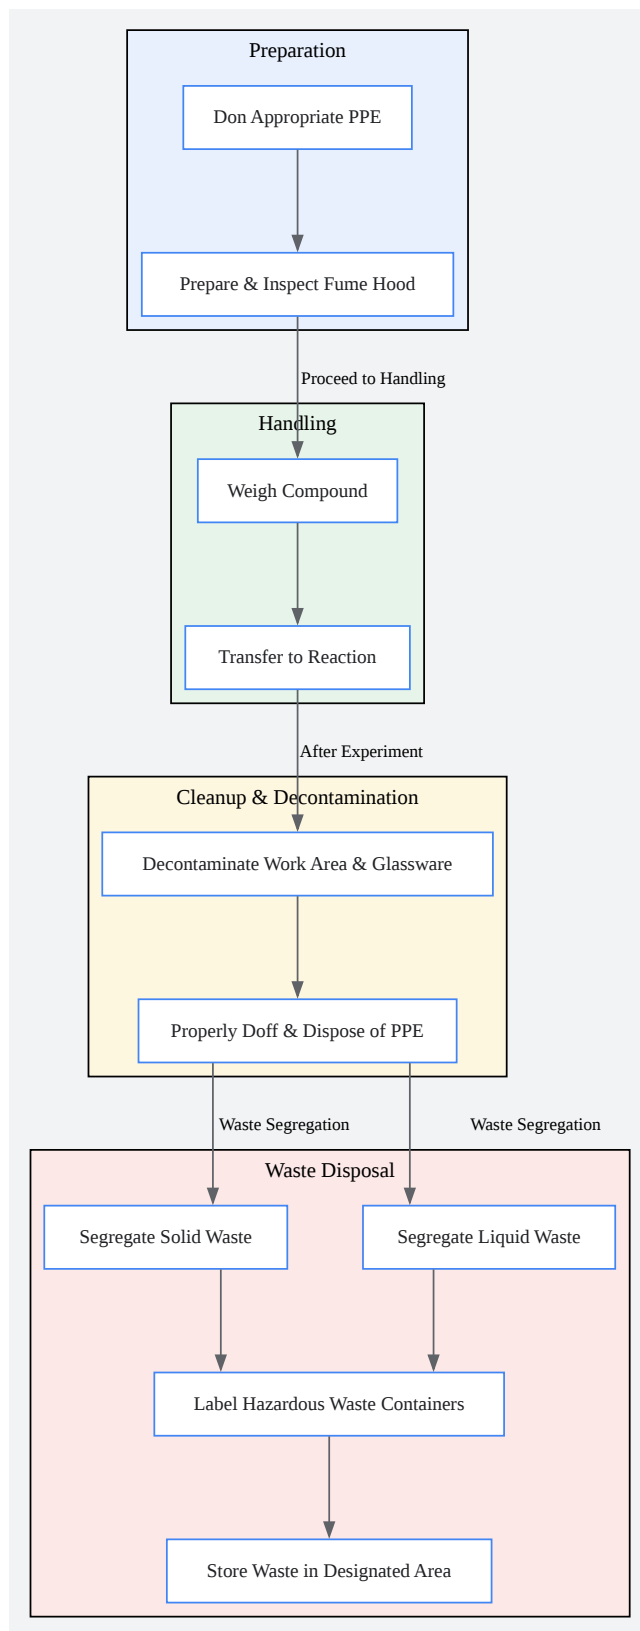 Preparation
Don Appropriate PPE
Prepare & Inspect Fume Hood
Proceed to Handling
Handling
Weigh Compound
Transfer to Reaction
After Experiment
Cleanup & Decontamination
Decontaminate Work Area & Glassware
Properly Doff & Dispose of PPE
Waste Segregation
Waste Segregation
Waste Disposal
Segregate Solid Waste
Segregate Liquid Waste
Label Hazardous Waste Containers
Store Waste in Designated Area